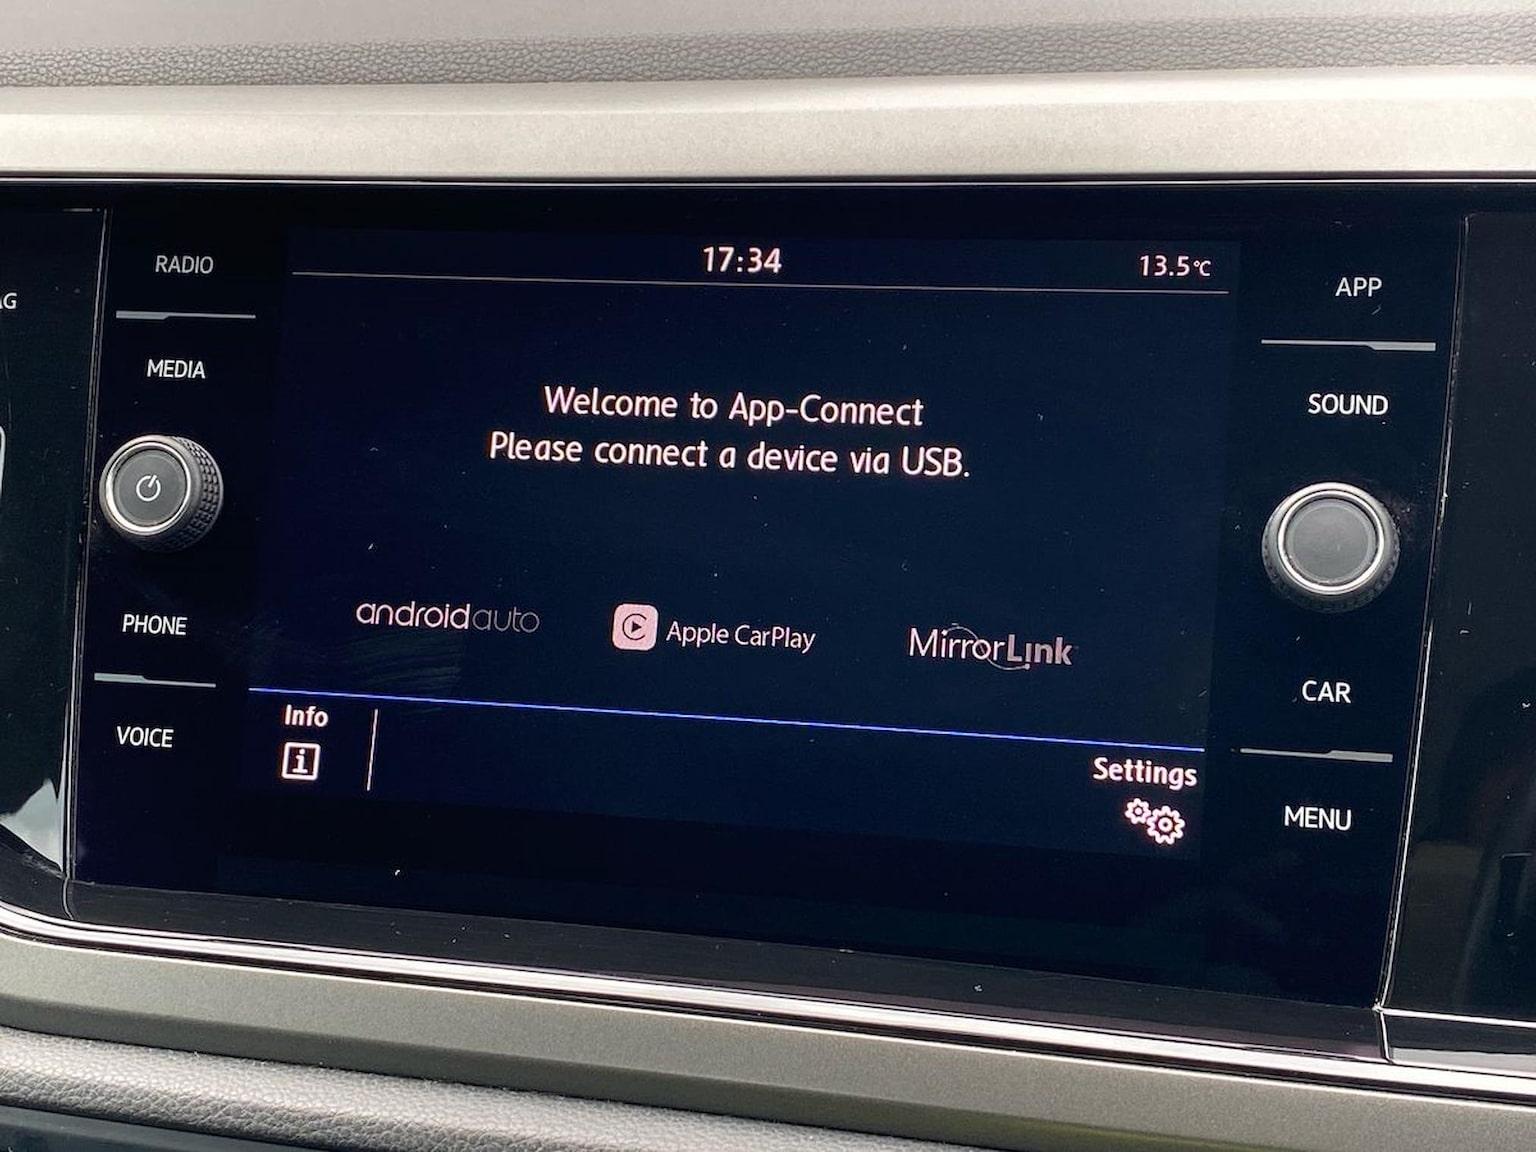 17:34
13.5°C
RADIO
APP
AG
MEDIA
SOUND
Welcome to App-Connect
Please connect a device via USB.
androidauto
Apple CarPlay
MirrorLink
PHONE
CAR
VOICE
Info
Settings
MENU